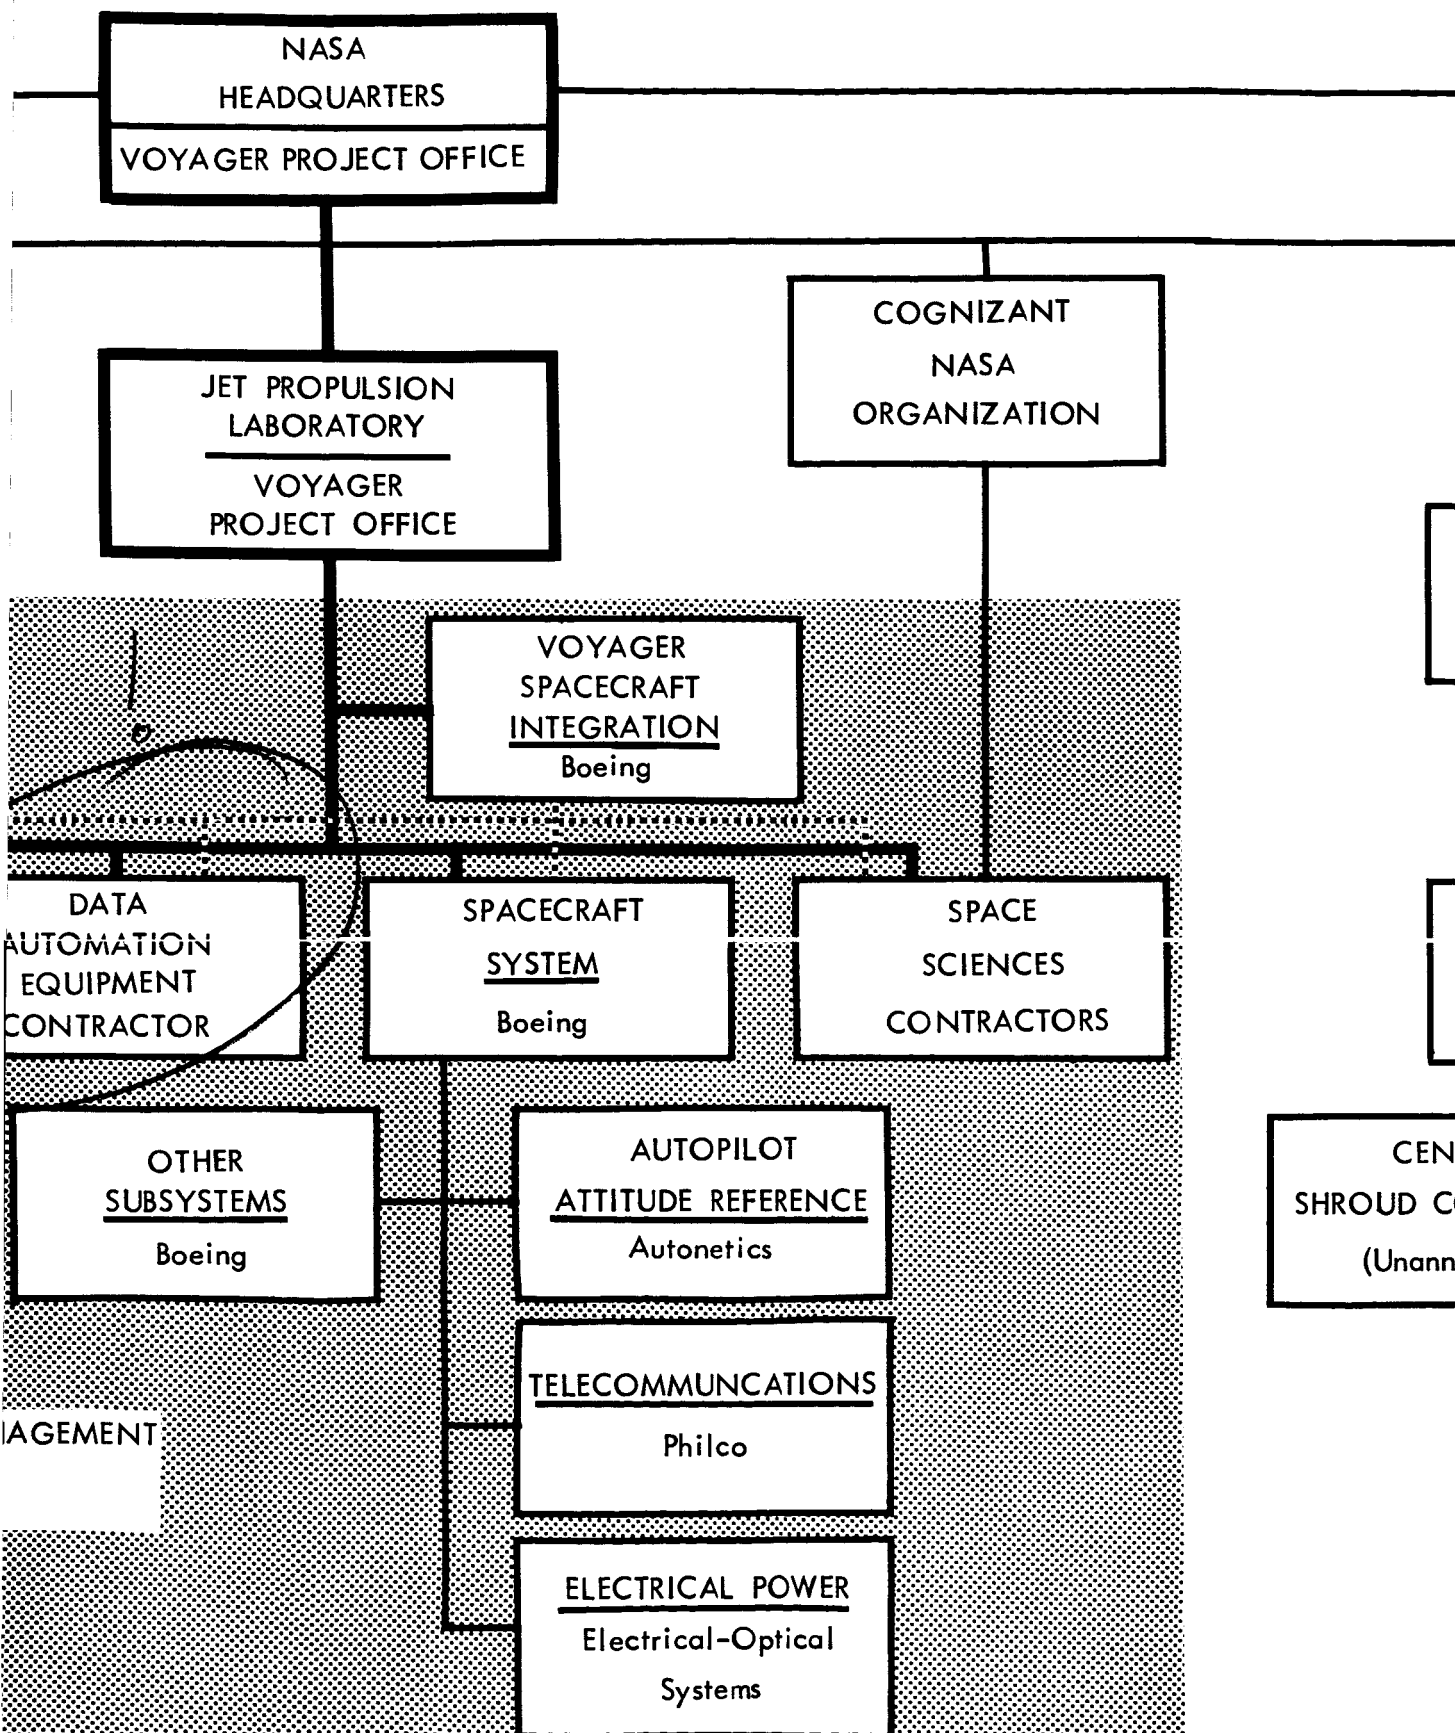 NASA
HEADQUARTERS
VOYAGER PROJECT OFFICE
COGNIZANT
NASA
ORGANIZATION
JET PROPULSION
LABORATORY
VOYAGER
PROJECT OFFICE
VOYAGER
SPACECRAFT
INTEGRATION
Boeing
DATA
AUTOMATION
EQUIPMENT
CONTRACTOR
SPACECRAFT
SYSTEM
Boeing
SPACE
SCIENCES
CONTRACTORS
OTHER
SUBSYSTEMS
Boeing
AUTOPILOT
ATTITUDE REFERENCE
Autonetics
CEN
SHROUD CO
(Unann
TELECOMMUNCATIONS
Philco
AGEMENT
ELECTRICAL POWER
Electrical-Optical
Systems